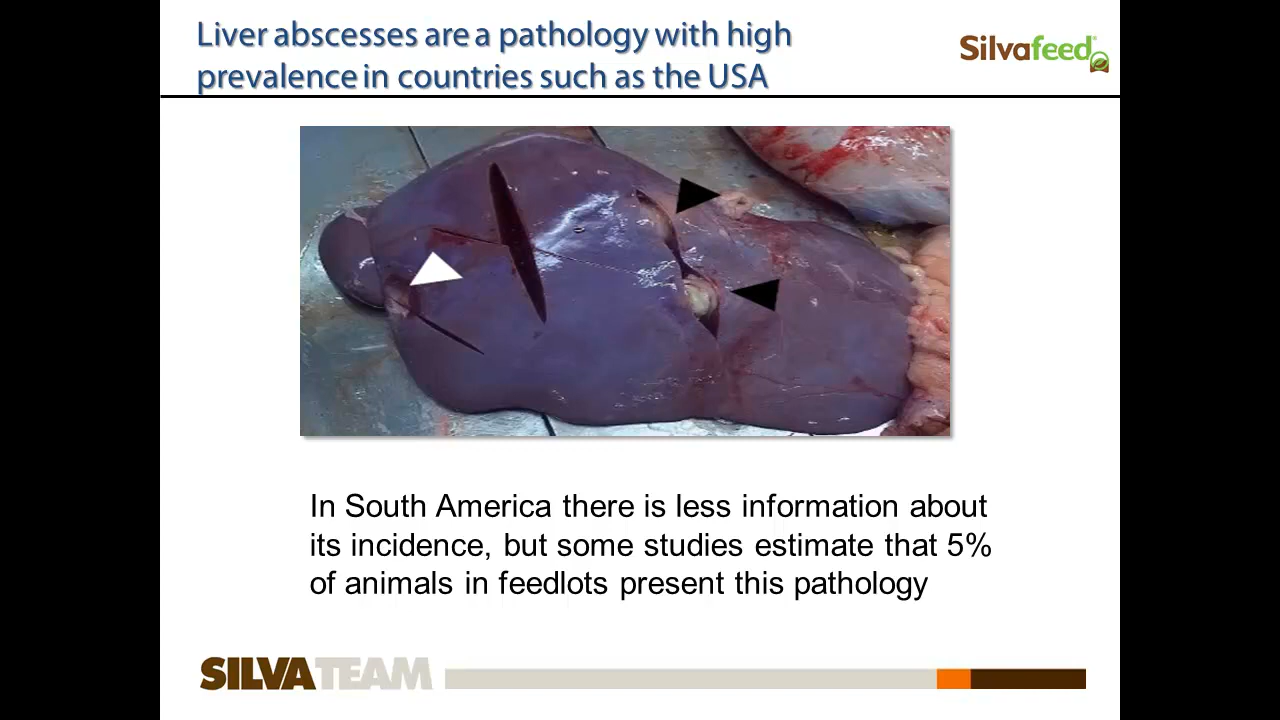 Liver abscesses are a pathology with high
prevalence in countries such as the USA
Silvafeed®
In South America there is less information about
its incidence, but some studies estimate that 5%
of animals in feedlots present this pathology
SILVATEAM